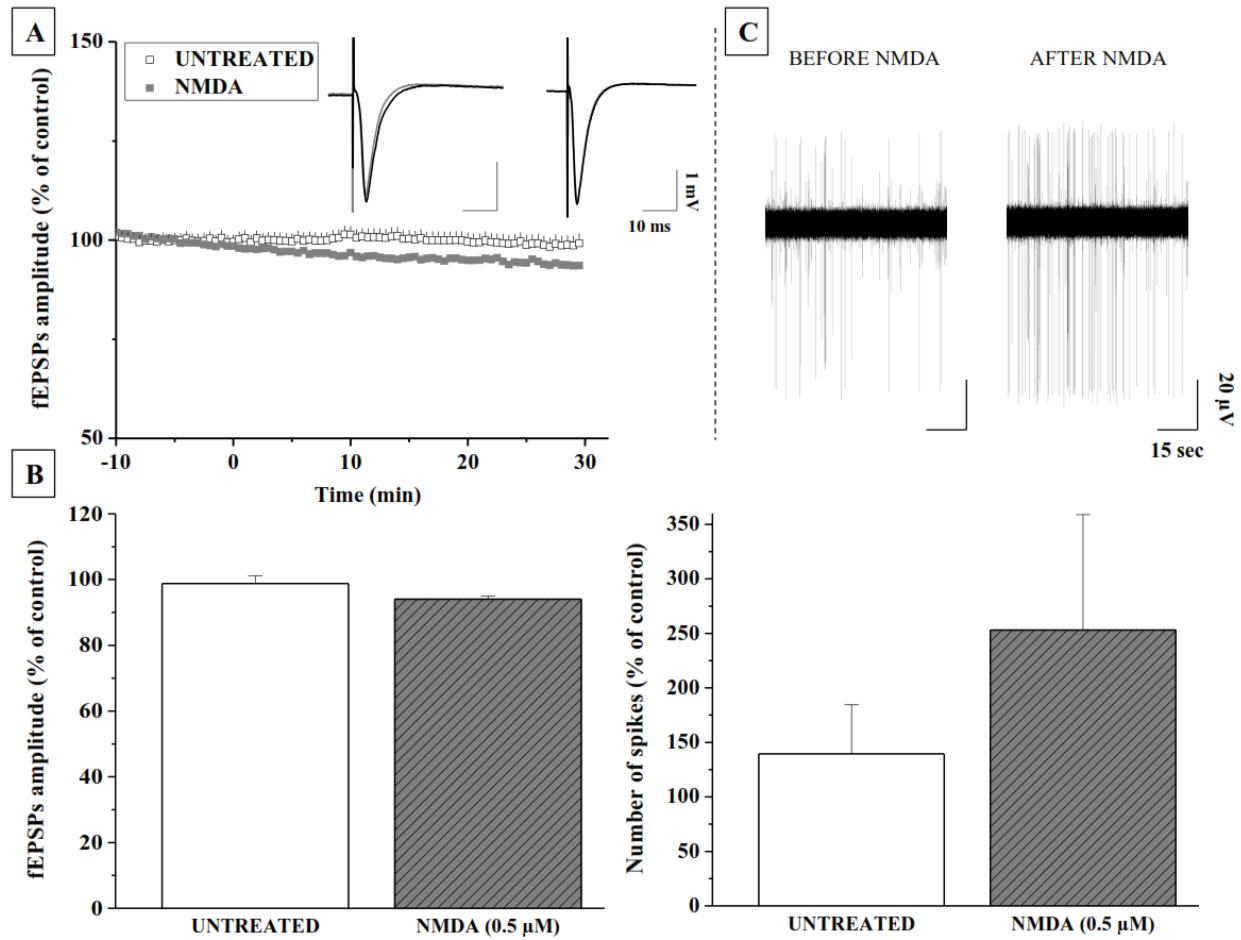 A
fEPSPs amplitude (% of control)
150
100
50
UNTREATED
NMDA
1 mV
10 ms
-10
0
10
20
30
Time (min)
C
BEFORE NMDA
AFTER NMDA
20 µV
15 sec
B
fEPSPs amplitude (% of control)
120
100
80
60
40
20
0
UNTREATED
NMDA (0.5 µM)
Number of spikes (% of control)
350
300
250
200
150
100
50
0
UNTREATED
NMDA (0.5 µM)